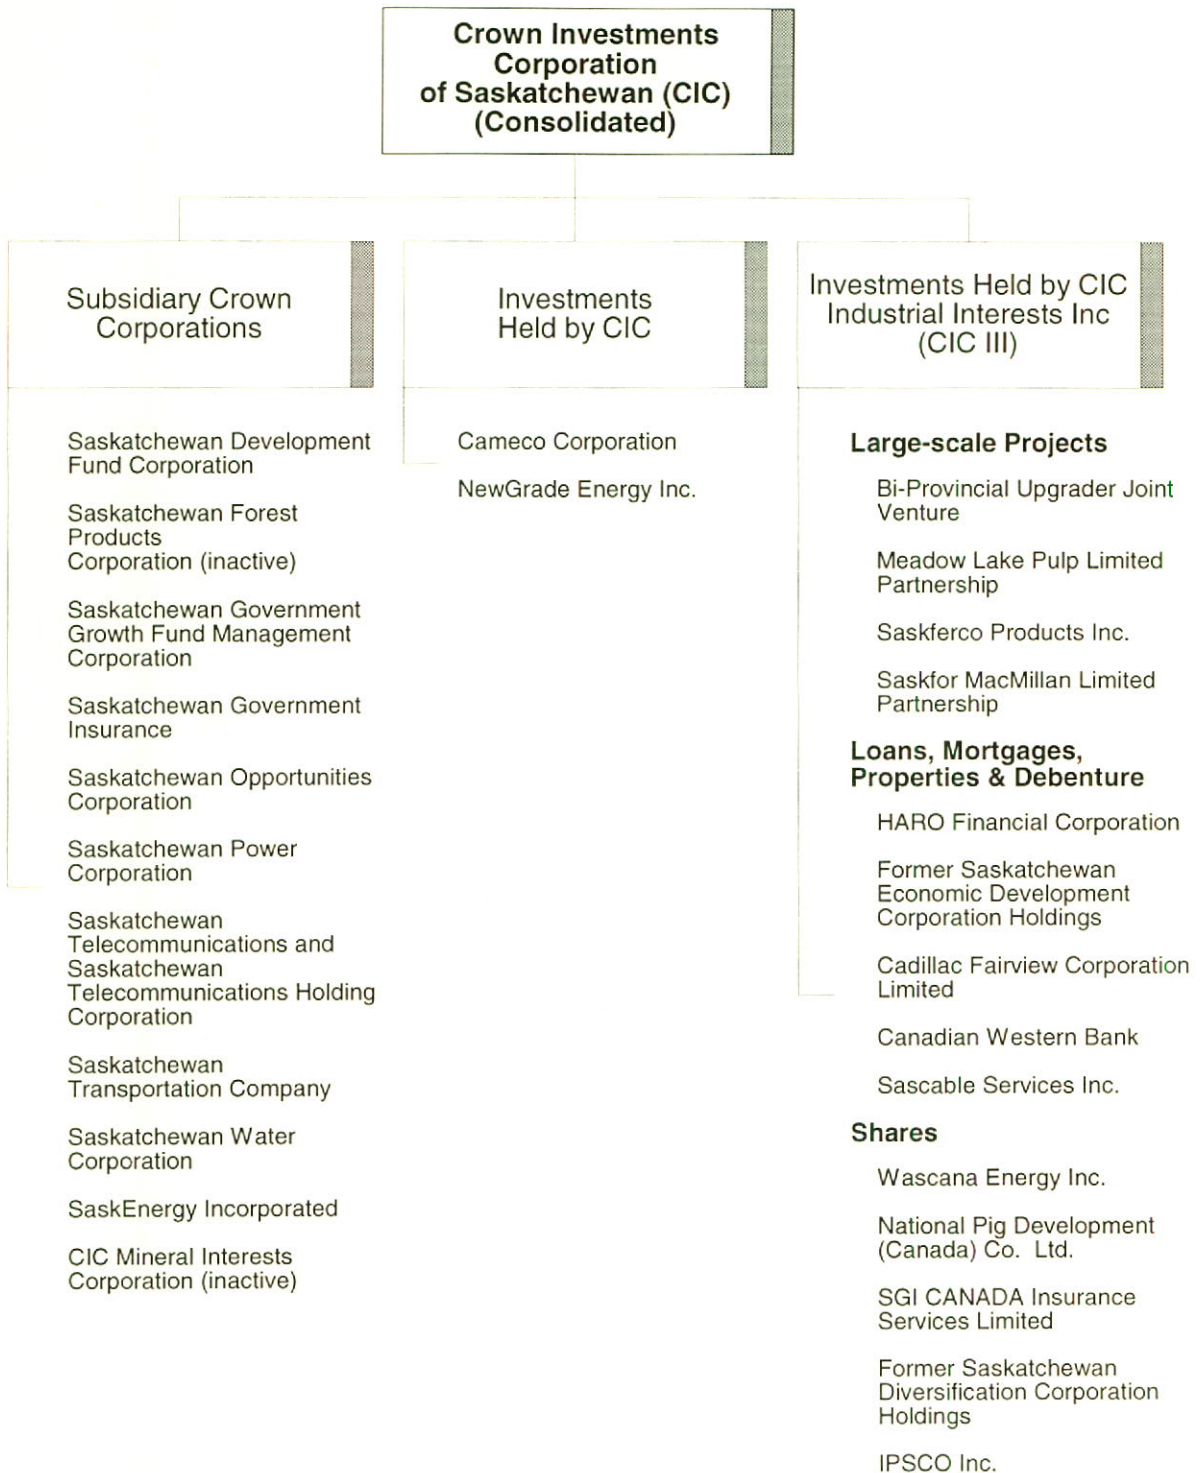 Crown Investments
Corporation
of Saskatchewan (CIC)
(Consolidated)
Subsidiary Crown
Corporations
Investments
Held by CIC
Investments Held by CIC
Industrial Interests Inc
(CIC III)
Saskatchewan Development
Fund Corporation
Saskatchewan Forest
Products
Corporation (inactive)
Saskatchewan Government
Growth Fund Management
Corporation
Saskatchewan Government
Insurance
Saskatchewan Opportunities
Corporation
Saskatchewan Power
Corporation
Saskatchewan
Telecommunications and
Saskatchewan
Telecommunications Holding
Corporation
Saskatchewan
Transportation Company
Saskatchewan Water
Corporation
SaskEnergy Incorporated
CIC Mineral Interests
Corporation (inactive)
Cameco Corporation
NewGrade Energy Inc.
Large-scale Projects
Bi-Provincial Upgrader Joint
Venture
Meadow Lake Pulp Limited
Partnership
Saskferco Products Inc.
Saskfor MacMillan Limited
Partnership
Loans, Mortgages,
Properties & Debenture
HARO Financial Corporation
Former Saskatchewan
Economic Development
Corporation Holdings
Cadillac Fairview Corporation
Limited
Canadian Western Bank
Sascable Services Inc.
Shares
Wascana Energy Inc.
National Pig Development
(Canada) Co. Ltd.
SGI CANADA Insurance
Services Limited
Former Saskatchewan
Diversification Corporation
Holdings
IPSCO Inc.